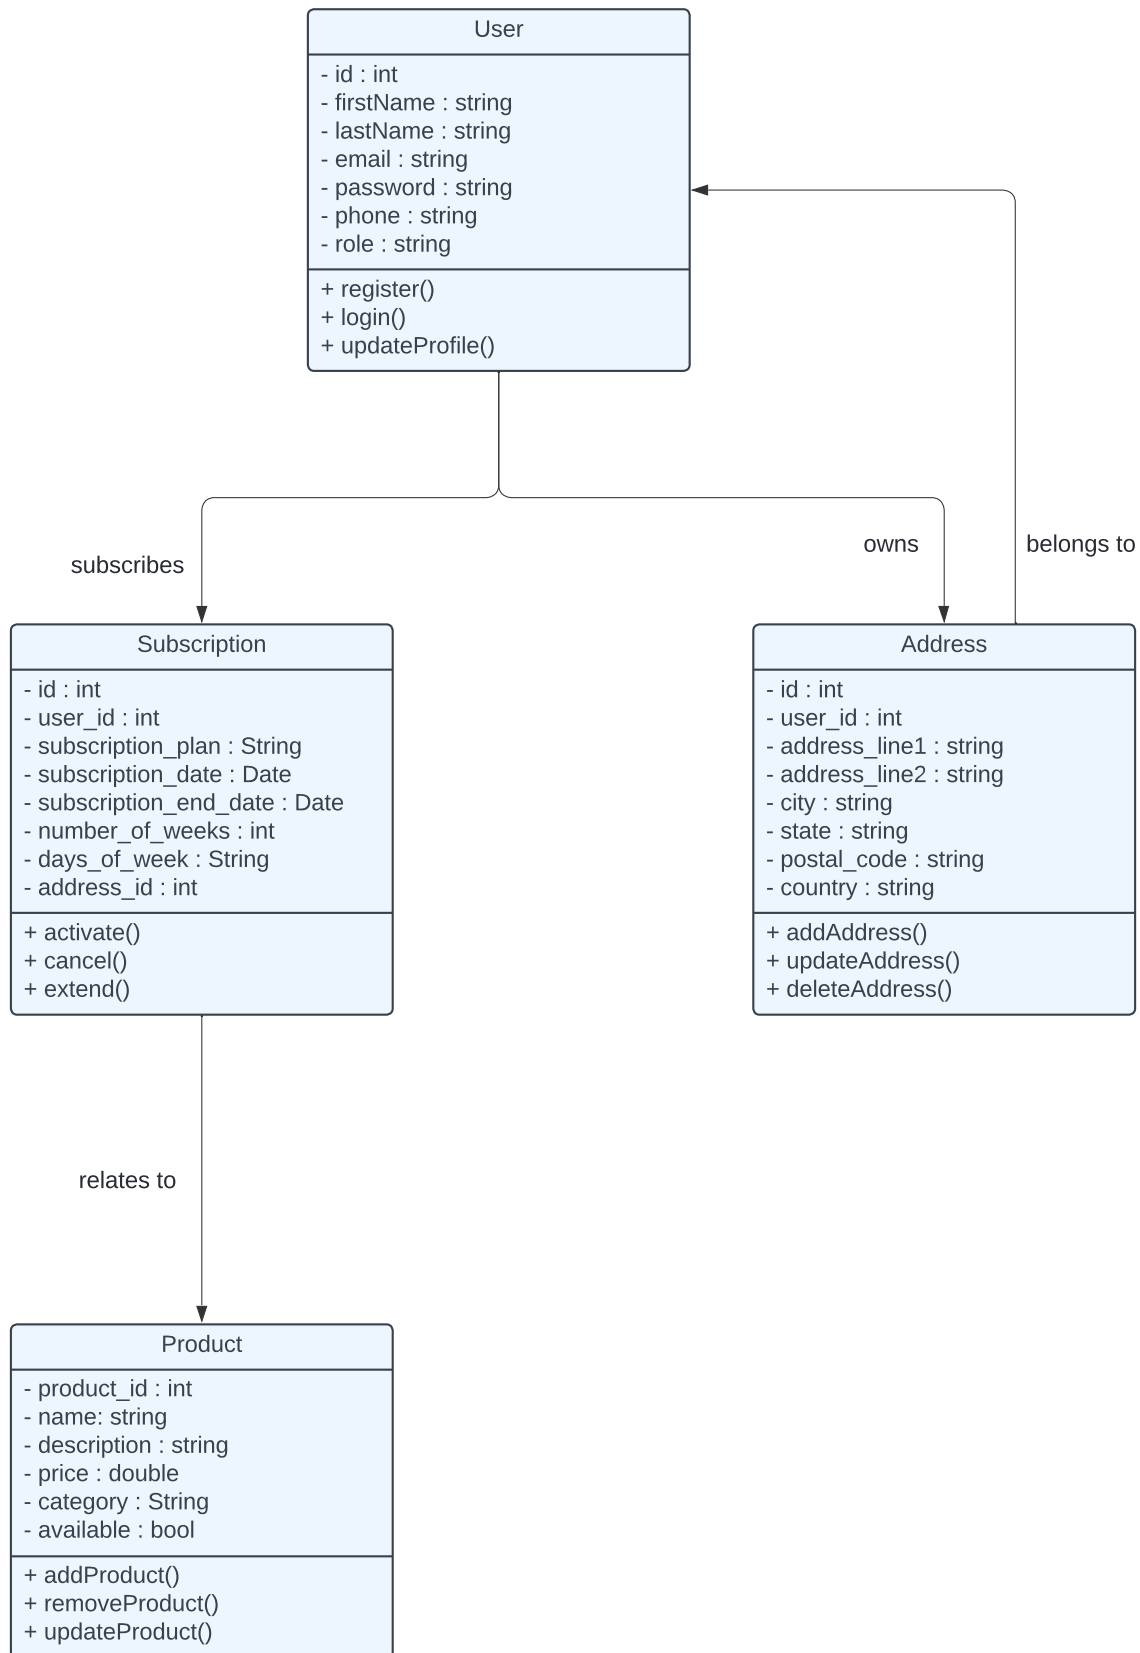 User
- id : int
- firstName : string
- lastName : string
- email : string
- password : string
- phone : string
- role : string
+ register()
+ login()
+ updateProfile()
subscribes
owns
belongs to
Subscription
- id : int
- user_id : int
- subscription_plan : String
- subscription_date : Date
- subscription_end_date : Date
- number_of_weeks : int
- days_of_week : String
- address_id : int
+ activate()
+ cancel()
+ extend()
Address
- id : int
- user_id : int
- address_line1 : string
- address_line2 : string
- city : string
- state : string
- postal_code : string
- country : string
+ addAddress()
+ updateAddress()
+ deleteAddress()
relates to
Product
- product_id : int
- name: string
- description : string
- price : double
- category : String
- available : bool
+ addProduct()
+ removeProduct()
+ updateProduct()